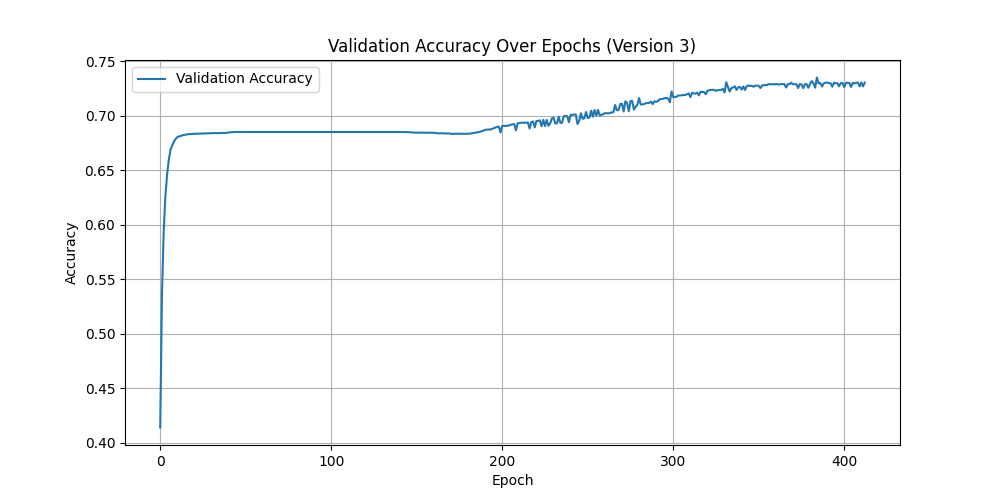 Validation Accuracy Over Epochs (Version 3)
Validation Accuracy
0.75
0.70
0.65
0.60
0.55
0.50
0.45
0.40
Accuracy
0 100 200 300 400
Epoch